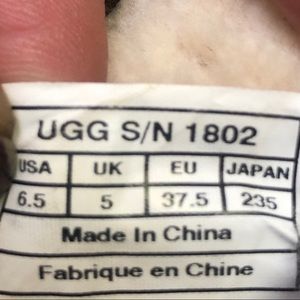 UGG S/N 1802
USA UK EU JAPAN
6.5 5 37.5 235
Made In China
Fabrique en Chine